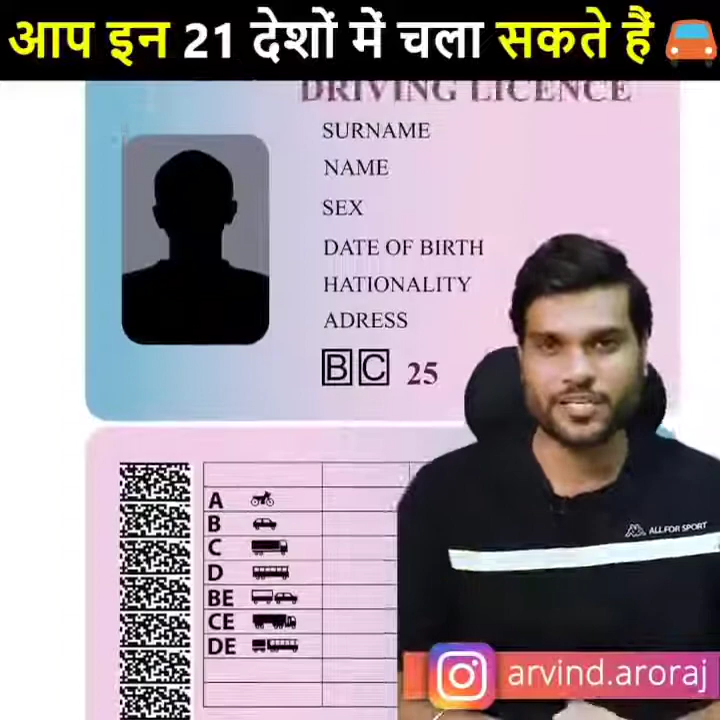 आप इन 21 देशों में चला सकते हैं
DRIVING LICENCE
SURNAME
NAME
SEX
DATE OF BIRTH
HATIONALITY
ADRESS
B C 25
A
B
C
D
BE
CE
DE
ALL FOR SPORT
arvind.aroraj